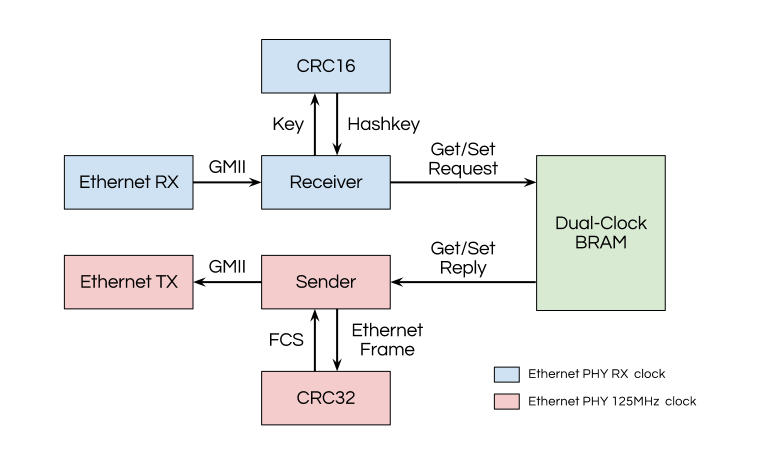 CRC16
Key
Hashkey
Get/Set
Request
GMII
Ethernet RX
Receiver
Dual-Clock
BRAM
Get/Set
Reply
GMII
Ethernet TX
Sender
FCS
Ethernet
Frame
CRC32
Ethernet PHY RX clock
Ethernet PHY 125MHz clock